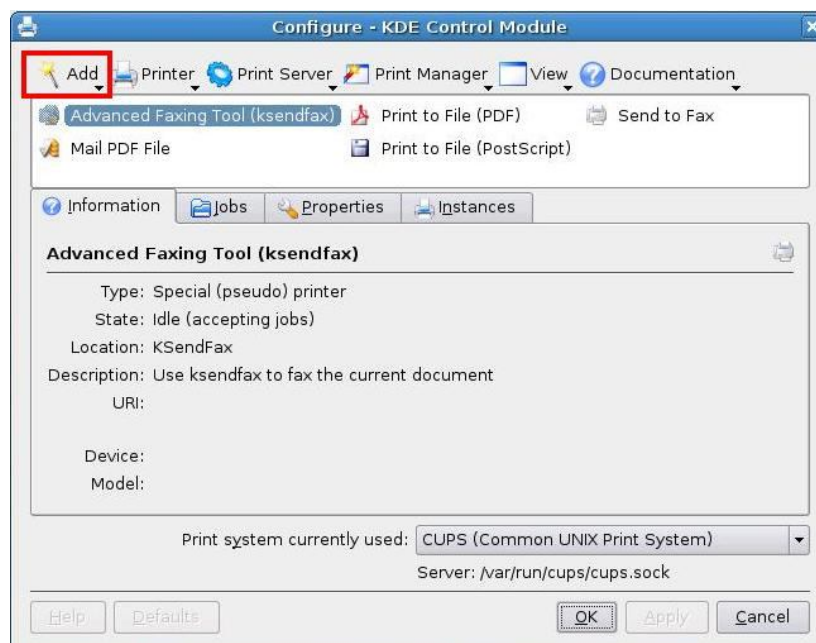 Configure - KDE Control Module
Add Printer Print Server Print Manager View Documentation
Advanced Faxing Tool (ksendfax) Print to File (PDF) Send to Fax
Mail PDF File Print to File (PostScript)
Information Jobs Properties Instances
Advanced Faxing Tool (ksendfax)
Type: Special (pseudo) printer
State: Idle (accepting jobs)
Location: KSendFax
Description: Use ksendfax to fax the current document
URI:
Device:
Model:
Print system currently used: CUPS (Common UNIX Print System)
Server: /var/run/cups/cups.sock
Help Defaults OK Apply Cancel